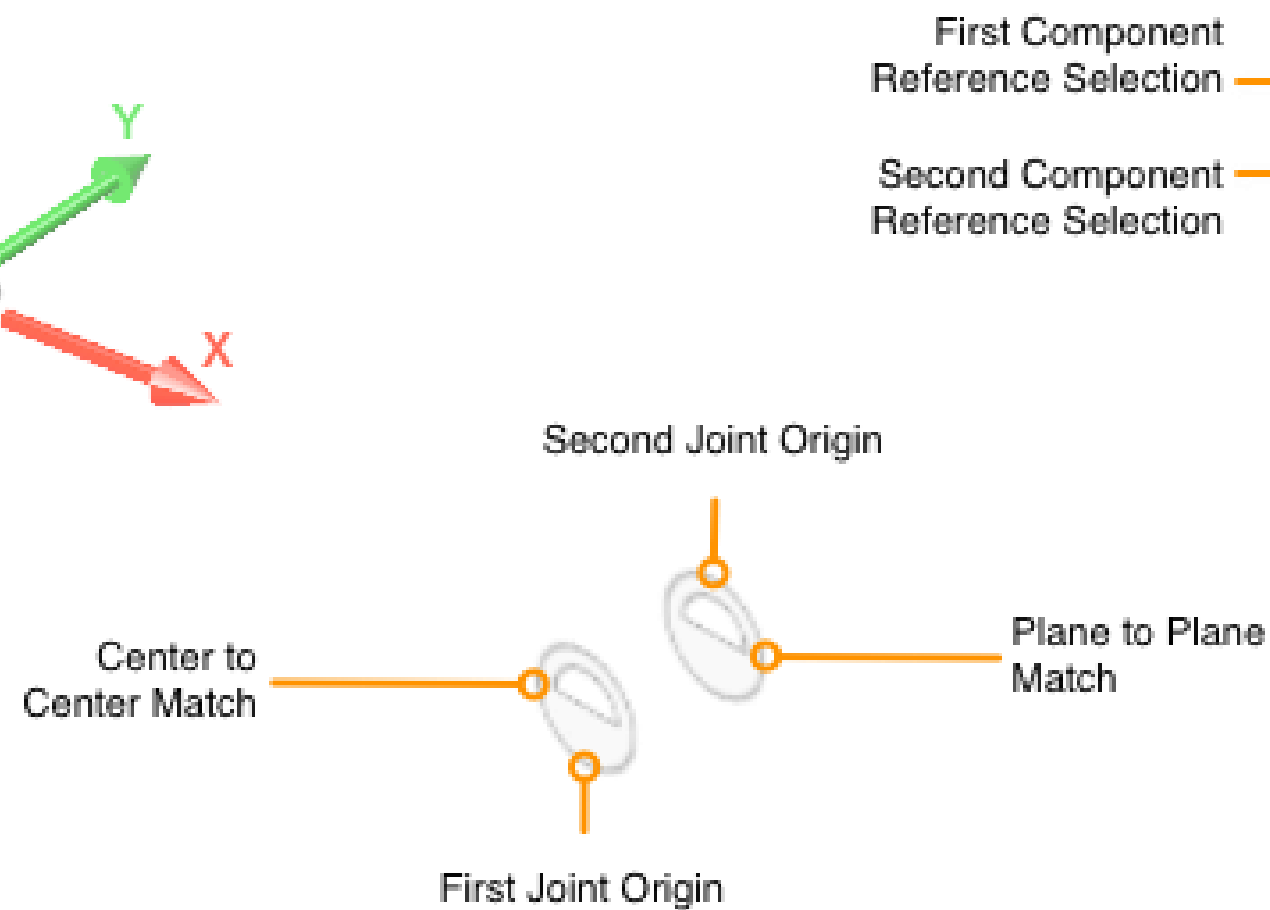 First Component
Reference Selection
Y
Second Component
Reference Selection
X
Second Joint Origin
Plane to Plane
Match
Center to
Center Match
First Joint Origin